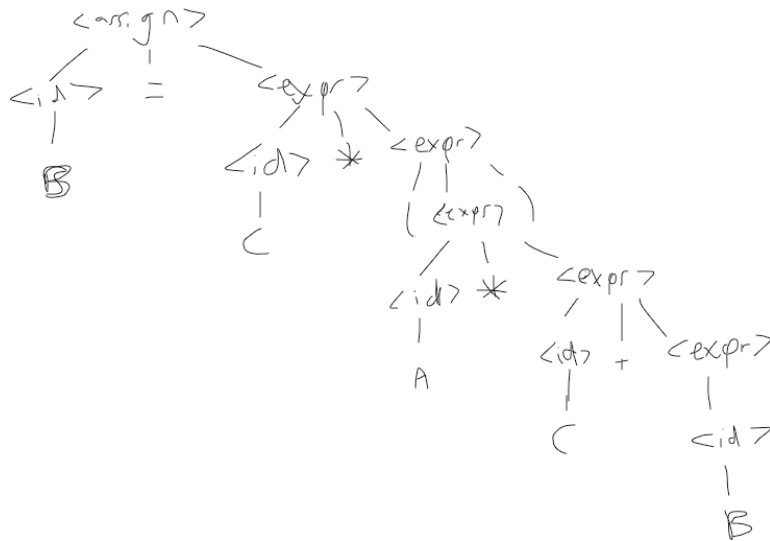 <assign>
<id> = <expr>
B <id> * <expr>
C ( <expr> )
<id> * <expr>
A <id> + <expr>
C <id>
B